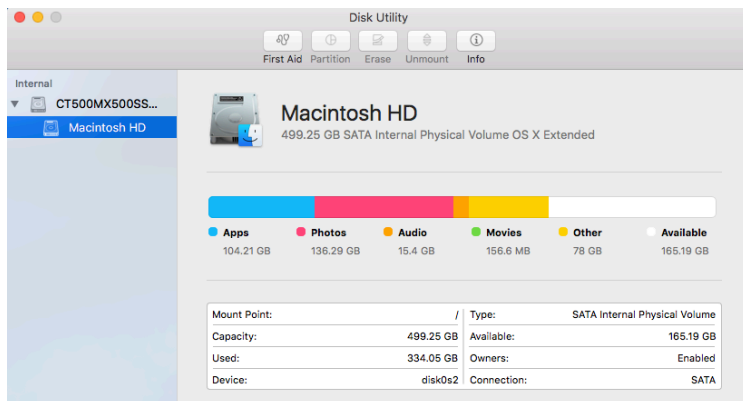 Disk Utility
First Aid Partition Erase Unmount Info
Internal
CT500MX500SS...
Macintosh HD
Macintosh HD
499.25 GB SATA Internal Physical Volume OS X Extended
Apps Photos Audio Movies Other Available
104.21 GB 136.29 GB 15.4 GB 156.6 MB 78 GB 165.19 GB
Mount Point: / Type: SATA Internal Physical Volume
Capacity: 499.25 GB Available: 165.19 GB
Used: 334.05 GB Owners: Enabled
Device: disk0s2 Connection: SATA